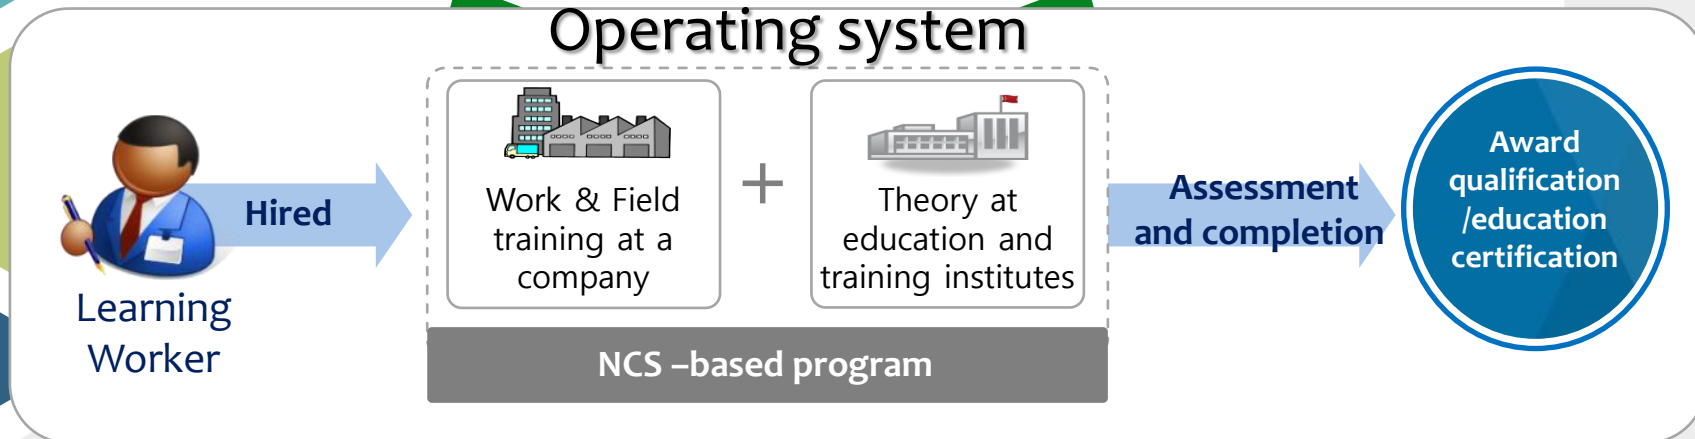 Operating system
Learning
Worker
Hired
Work & Field
training at a
company
+
Theory at
education and
training institutes
NCS –based program
Assessment
and completion
Award
qualification
/education
certification